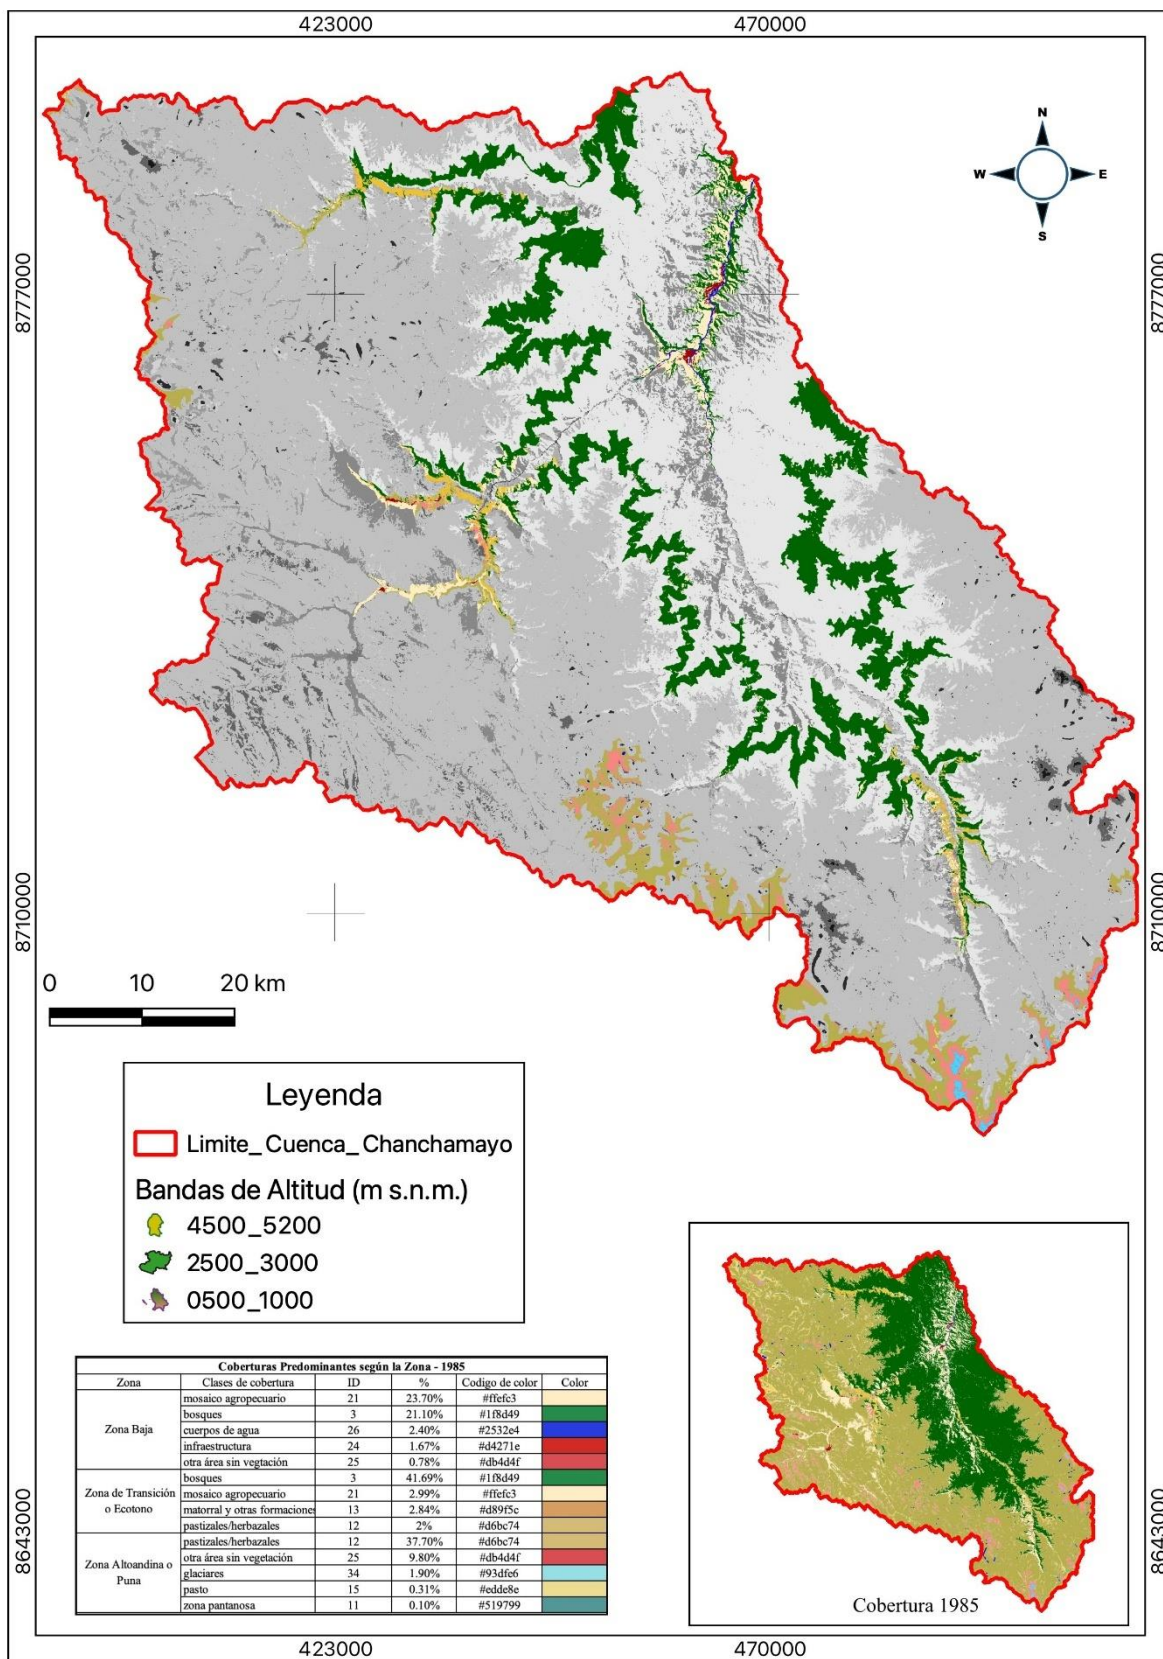 423000 470000
N
W E
S
8777000 8777000
8710000 8710000
0 10 20 km
Leyenda
Limite_Cuenca_Chanchamayo
Bandas de Altitud (m s.n.m.)
4500_5200
2500_3000
0500_1000
Coberturas Predominantes según la Zona - 1985
Zona Clases de cobertura ID % Codigo de color Color
Zona Baja mosaico agropecuario 21 23.70% #ffefc3
bosques 3 21.10% #1f8d49
cuerpos de agua 26 2.40% #2532e4
infraestructura 24 1.67% #d4271e
otra área sin vegtación 25 0.78% #db4d4f
Zona de Transición o Ecotono bosques 3 41.69% #1f8d49
mosaico agropecuario 21 2.99% #ffefc3
matorral y otras formaciones 13 2.84% #d89f5c
pastizales/herbazales 12 2% #d6bc74
Zona Altoandina o Puna pastizales/herbazales 12 37.70% #d6bc74
otra área sin vegetación 25 9.80% #db4d4f
glaciares 34 1.90% #93dfe6
pasto 15 0.31% #edde8e
zona pantanosa 11 0.10% #519799
Cobertura 1985
8643000 8643000
423000 470000